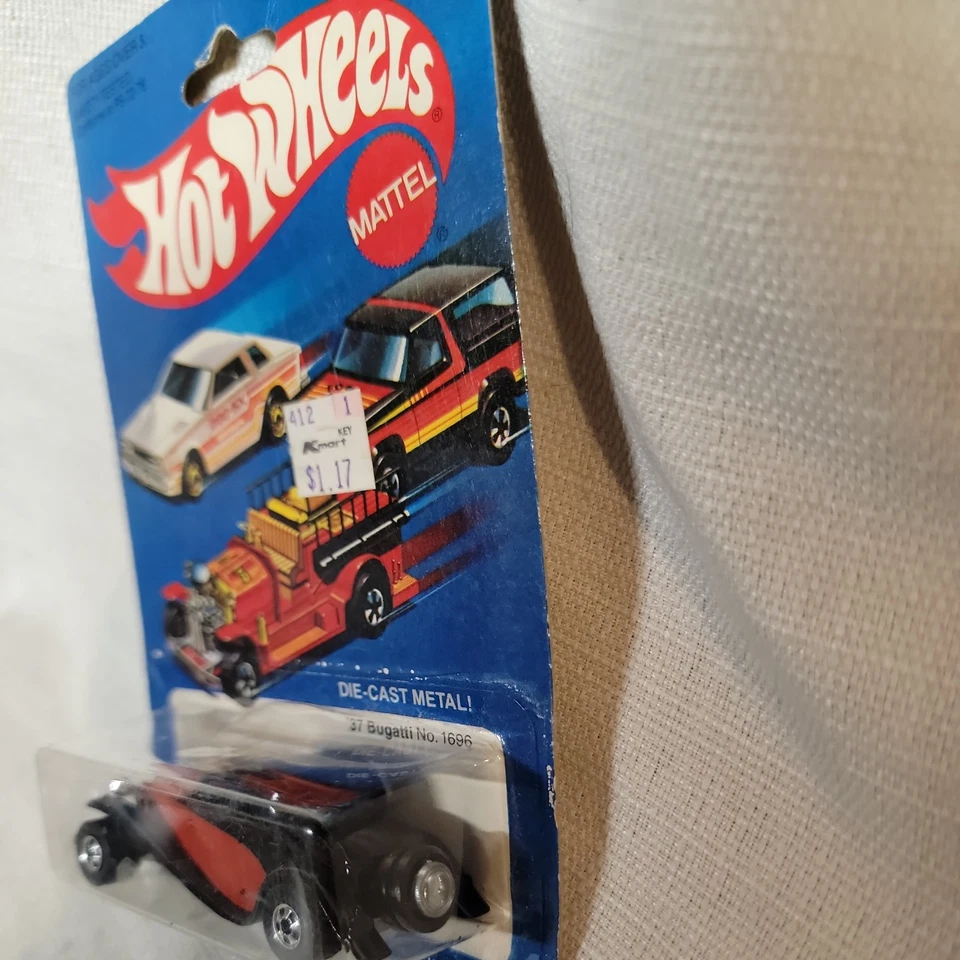 HOT WHEELS®
MATTEL
®
412 1
KEY
Kmart
$1.17
DIE-CAST METAL!
'37 Bugatti No. 1696